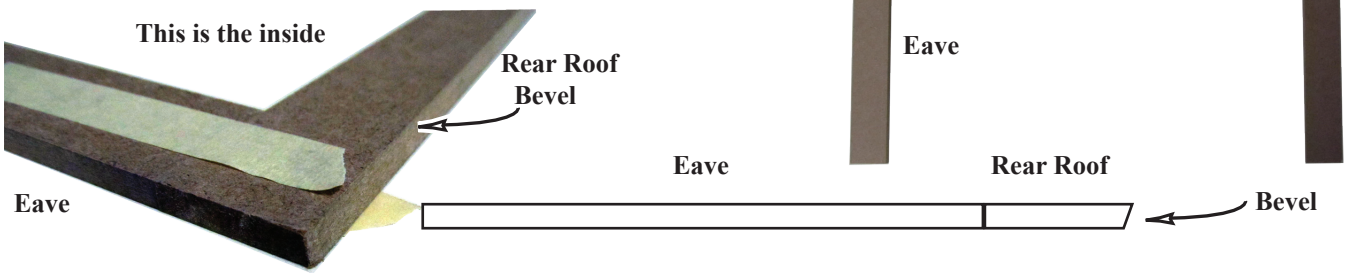 This is the inside
Rear Roof
Bevel
Eave
Eave
Eave
Rear Roof
Bevel